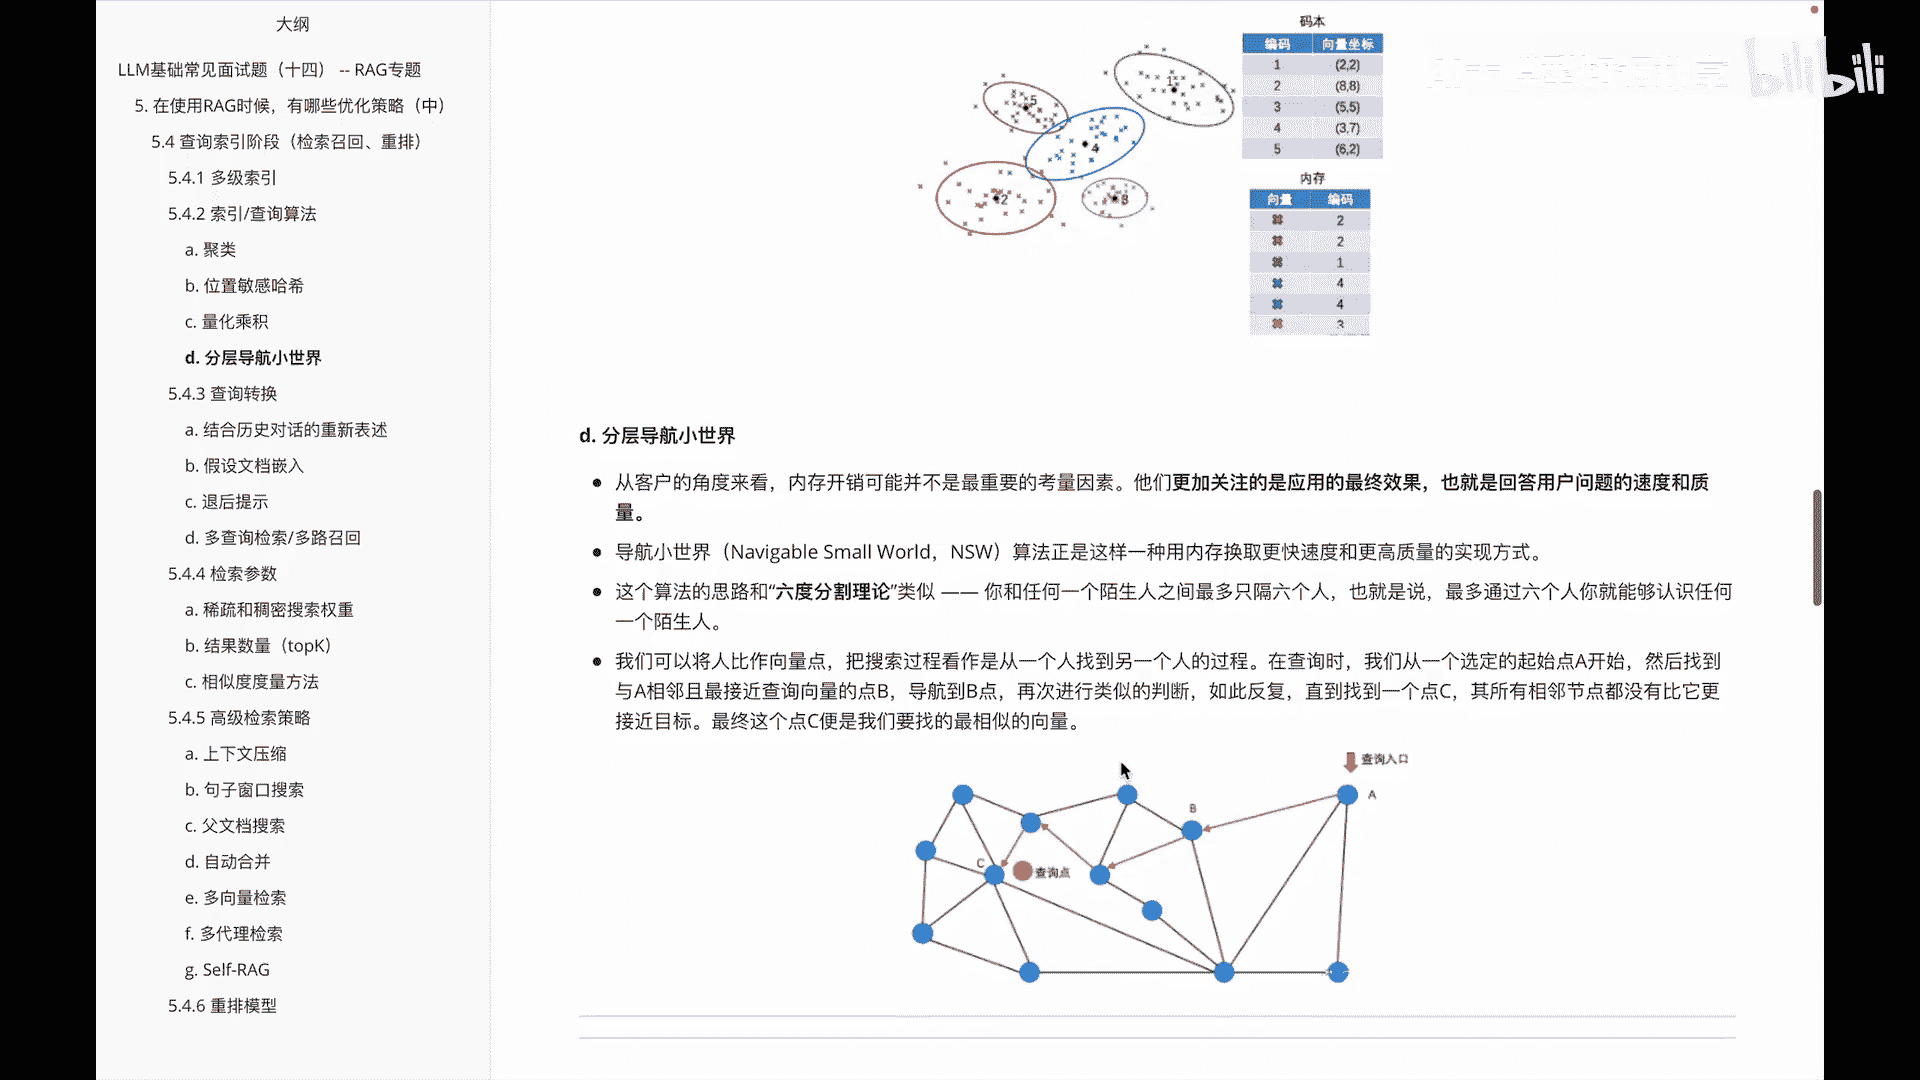 大纲
LLM基础常见面试题（十四） -- RAG专题
5. 在使用RAG时候，有哪些优化策略（中）
5.4 查询索引阶段（检索召回、重排）
5.4.1 多级索引
5.4.2 索引/查询算法
a. 聚类
b. 位置敏感哈希
c. 量化乘积
d. 分层导航小世界
5.4.3 查询转换
a. 结合历史对话的重新表述
b. 假设文档嵌入
c. 退后提示
d. 多查询检索/多路召回
5.4.4 检索参数
a. 稀疏和稠密搜索权重
b. 结果数量（topK）
c. 相似度度量方法
5.4.5 高级检索策略
a. 上下文压缩
b. 句子窗口搜索
c. 父文档搜索
d. 自动合并
e. 多向量检索
f. 多代理检索
g. Self-RAG
5.4.6 重排模型
1
5
4
2
3
码本
编码 向量坐标
1 (2,2)
2 (8,8)
3 (5,5)
4 (3,7)
5 (6,2)
内存
向量 编码
2
2
1
4
4
3
bilibili
d. 分层导航小世界
● 从客户的角度来看，内存开销可能并不是最重要的考量因素。他们更加关注的是应用的最终效果，也就是回答用户问题的速度和质
量。
● 导航小世界（Navigable Small World，NSW）算法正是这样一种用内存换取更快速度和更高质量的实现方式。
● 这个算法的思路和“六度分割理论”类似 —— 你和任何一个陌生人之间最多只隔六个人，也就是说，最多通过六个人你就能够认识任何
一个陌生人。
● 我们可以将人比作向量点，把搜索过程看作是从一个人找到另一个人的过程。在查询时，我们从一个选定的起始点A开始，然后找到
与A相邻且最接近查询向量的点B，导航到B点，再次进行类似的判断，如此反复，直到找到一个点C，其所有相邻节点都没有比它更
接近目标。最终这个点C便是我们要找的最相似的向量。
查询入口
A
B
C
查询点